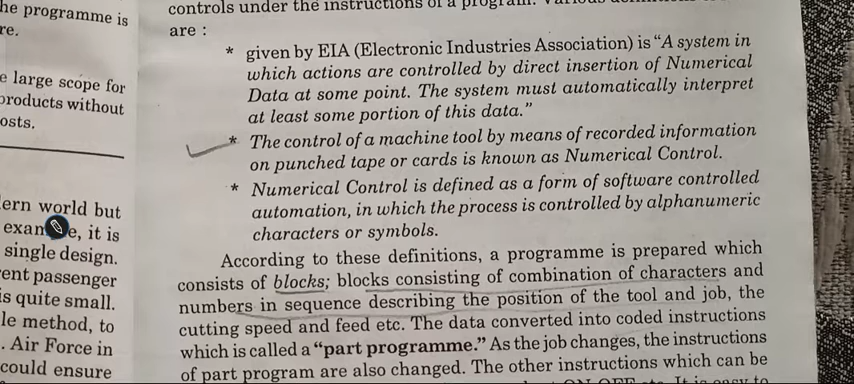 he programme is
re.
e large scope for
products without
osts.
ern world but
exam e, it is
single design.
rent passenger
is quite small.
le method, to
. Air Force in
could ensure
controls under the instructions of a program.
are :
* given by EIA (Electronic Industries Association) is “A system in
which actions are controlled by direct insertion of Numerical
Data at some point. The system must automatically interpret
at least some portion of this data.”
* The control of a machine tool by means of recorded information
on punched tape or cards is known as Numerical Control.
* Numerical Control is defined as a form of software controlled
automation, in which the process is controlled by alphanumeric
characters or symbols.
According to these definitions, a programme is prepared which
consists of blocks; blocks consisting of combination of characters and
numbers in sequence describing the position of the tool and job, the
cutting speed and feed etc. The data converted into coded instructions
which is called a “part programme.” As the job changes, the instructions
of part program are also changed. The other instructions which can be